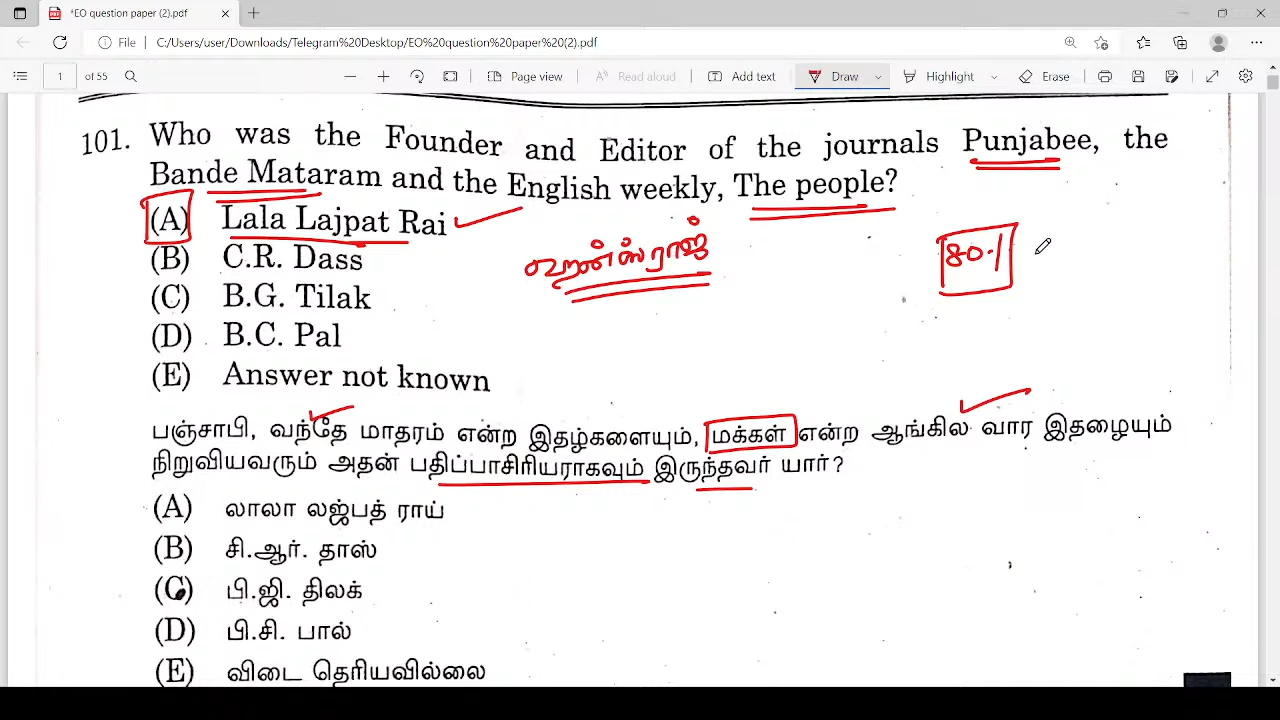 *EO question paper (2).pdf
File C:/Users/user/Downloads/Telegram%20Desktop/EO%20question%20paper%20(2).pdf
1 of 55 Page view Read aloud Add text Draw Highlight Erase
101. Who was the Founder and Editor of the journals Punjabee, the
Bande Mataram and the English weekly, The people?
(A) Lala Lajpat Rai
ஹன்ஸ்ராஜ்
80%
(B) C.R. Dass
(C) B.G. Tilak
(D) B.C. Pal
(E) Answer not known
பஞ்சாபி, வந்தே மாதரம் என்ற இதழ்களையும், மக்கள் என்ற ஆங்கில வார இதழையும்
நிறுவியவரும் அதன் பதிப்பாசிரியராகவும் இருந்தவர் யார்?
(A) லாலா லஜ்பத் ராய்
(B) சி.ஆர். தாஸ்
(C) பி.ஜி. திலக்
(D) பி.சி. பால்
(E) விடை தெரியவில்லை